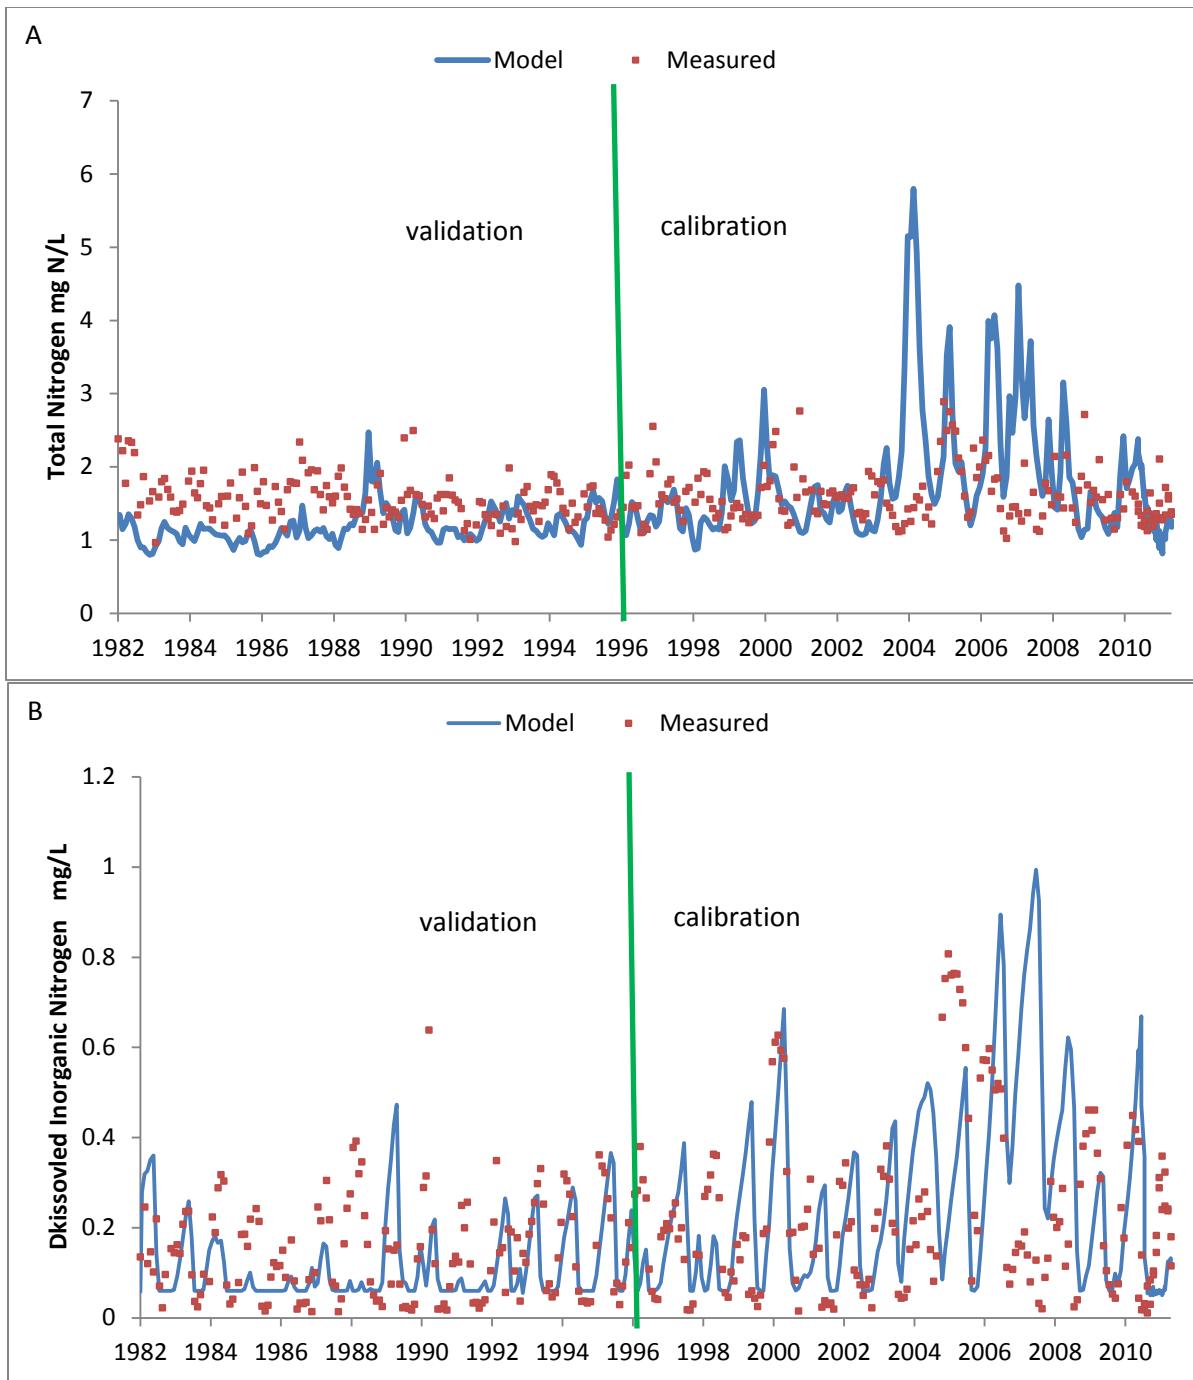 A
Model Measured
7
6
5
4
3
2
1
0
Total Nitrogen mg N/L
validation calibration
1982 1984 1986 1988 1990 1992 1994 1996 1998 2000 2002 2004 2006 2008 2010
B
Model Measured
1.2
1
0.8
0.6
0.4
0.2
0
Dkissovled Inorganic Nitrogen mg/L
validation calibration
1982 1984 1986 1988 1990 1992 1994 1996 1998 2000 2002 2004 2006 2008 2010